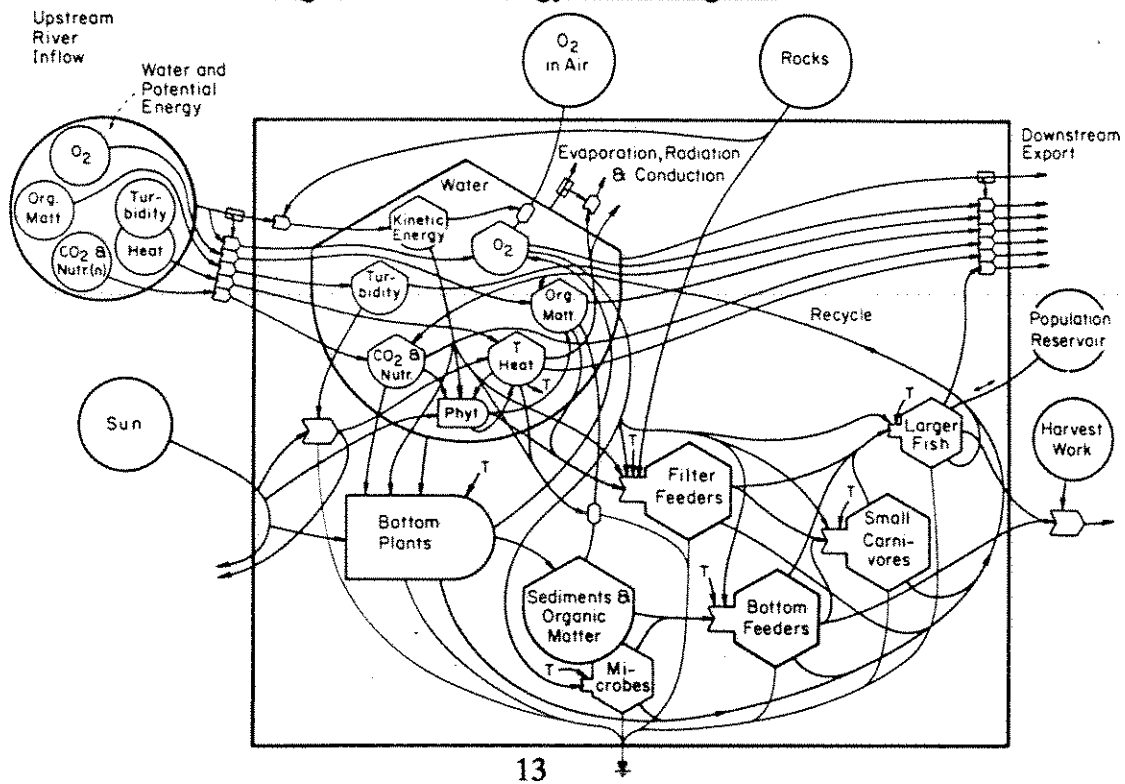 Upstream
River
Inflow
Water and
Potential
Energy
O2
Org.
Matt
Tur-
bidity
CO2 &
Nutr.(n)
Heat
O2
in Air
Rocks
Evaporation, Radiation
& Conduction
Downstream
Export
Water
Kinetic
Energy
O2
Tur-
bidity
Org.
Matt.
CO2 &
Nutr.
T
Heat
T
Phyt
Recycle
Population
Reservoir
Sun
T
Larger
Fish
Harvest
Work
T
Filter
Feeders
T
Bottom
Plants
T
Small
Carni-
vores
T
Sediments &
Organic
Matter
T
Bottom
Feeders
T
Mi-
crobes
13